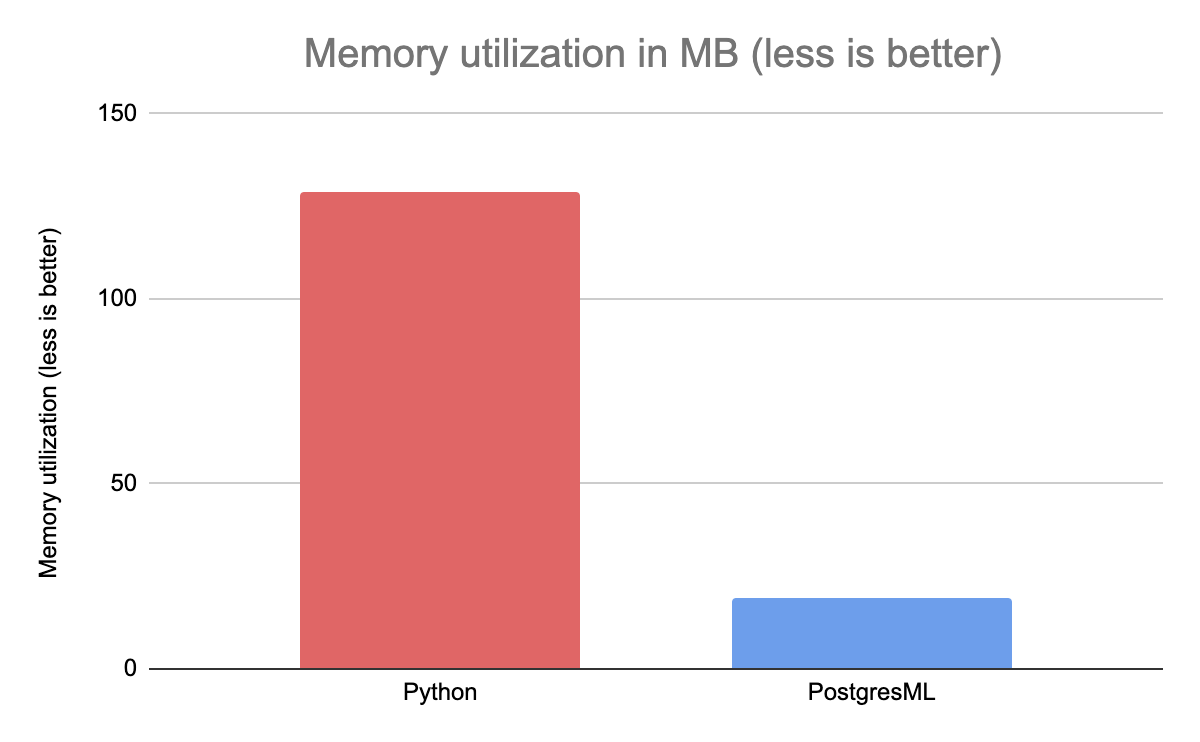 Memory utilization in MB (less is better)
Memory utilization (less is better)
150
100
50
0
Python
PostgresML